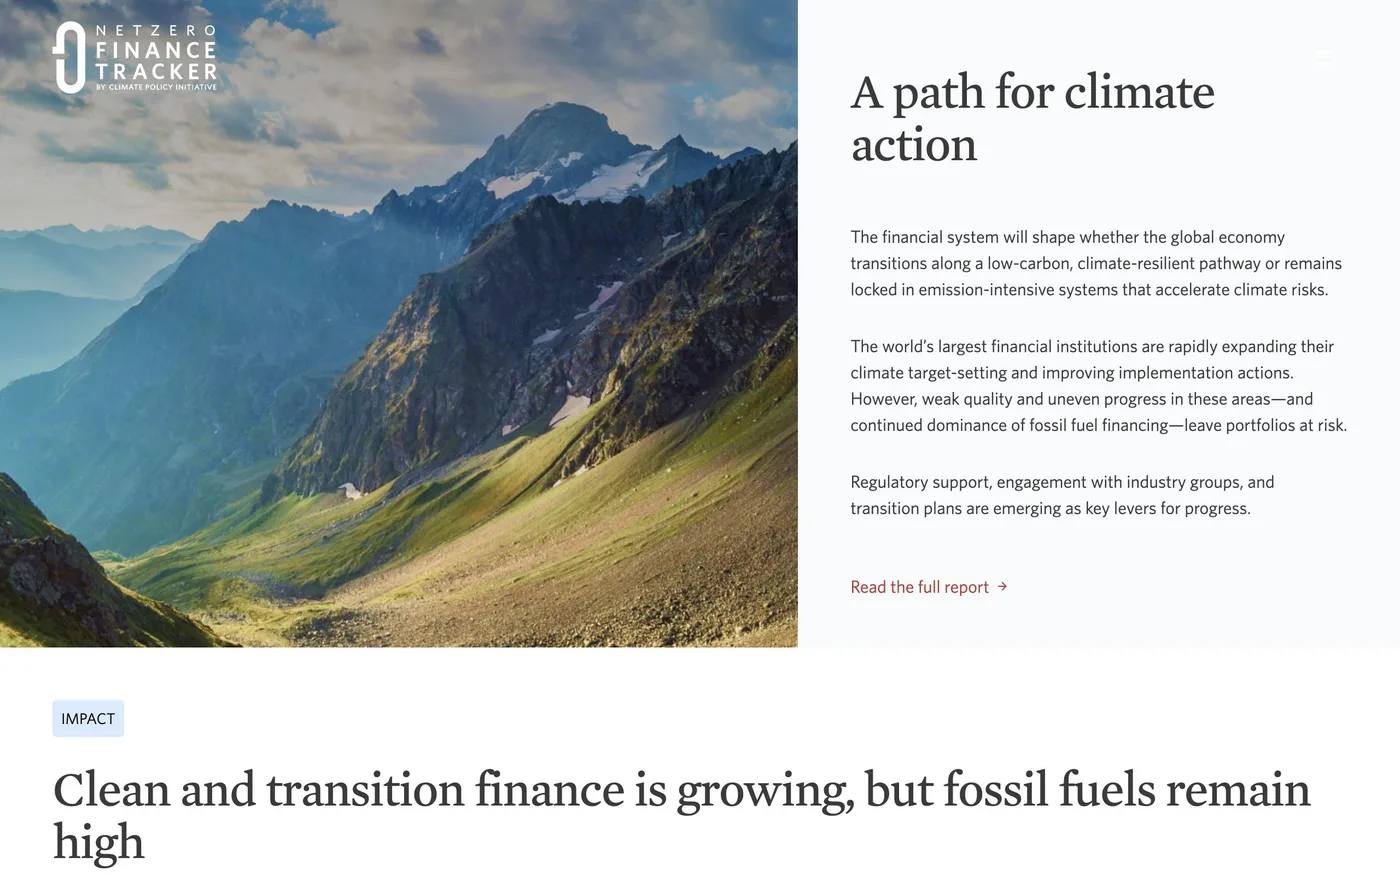 NETZERO
FINANCE
TRACKER
BY CLIMATE POLICY INITIATIVE
A path for climate
action
The financial system will shape whether the global economy
transitions along a low-carbon, climate-resilient pathway or remains
locked in emission-intensive systems that accelerate climate risks.
The world’s largest financial institutions are rapidly expanding their
climate target-setting and improving implementation actions.
However, weak quality and uneven progress in these areas—and
continued dominance of fossil fuel financing—leave portfolios at risk.
Regulatory support, engagement with industry groups, and
transition plans are emerging as key levers for progress.
Read the full report →
IMPACT
Clean and transition finance is growing, but fossil fuels remain
high